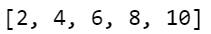 [2, 4, 6, 8, 10]